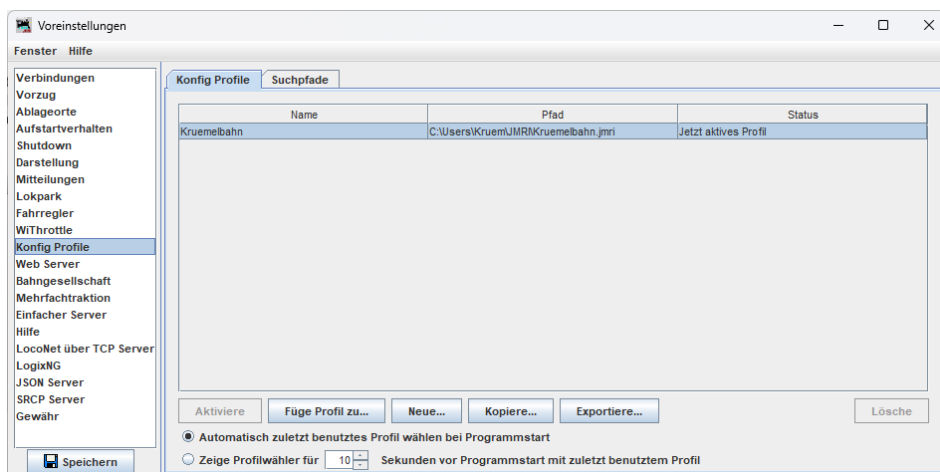 Voreinstellungen
Fenster Hilfe
Verbindungen
Vorzug
Ablageorte
Aufstartverhalten
Shutdown
Darstellung
Mitteilungen
Lokpark
Fahrregler
WiThrottle
Konfig Profile
Web Server
Bahngesellschaft
Mehrfachtraktion
Einfacher Server
Hilfe
LocoNet über TCP Server
LogixNG
JSON Server
SRCP Server
Gewähr
Speichern
Konfig Profile Suchpfade
Name Pfad Status
Kruemelbahn C:\Users\Kruem\JMRI\Kruemelbahn.jmri Jetzt aktives Profil
Aktiviere Füge Profil zu... Neue... Kopiere... Exportiere... Lösche
Automatisch zuletzt benutztes Profil wählen bei Programmstart
Zeige Profilwähler für 10 Sekunden vor Programmstart mit zuletzt benutztem Profil